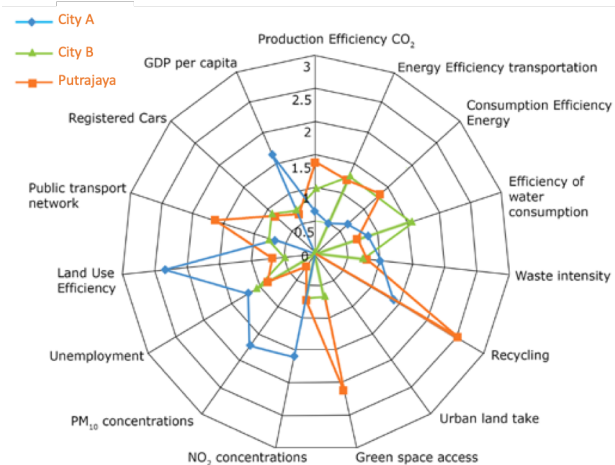 City A
City B
Putrajaya
Production Efficiency CO2
GDP per capita
Energy Efficiency transportation
Registered Cars
Consumption Efficiency
Energy
Public transport
network
Efficiency of
water
consumption
Land Use
Efficiency
Waste intensity
Unemployment
Recycling
PM10 concentrations
Urban land take
NO2 concentrations
Green space access
3
2.5
2
1.5
1
0.5
0